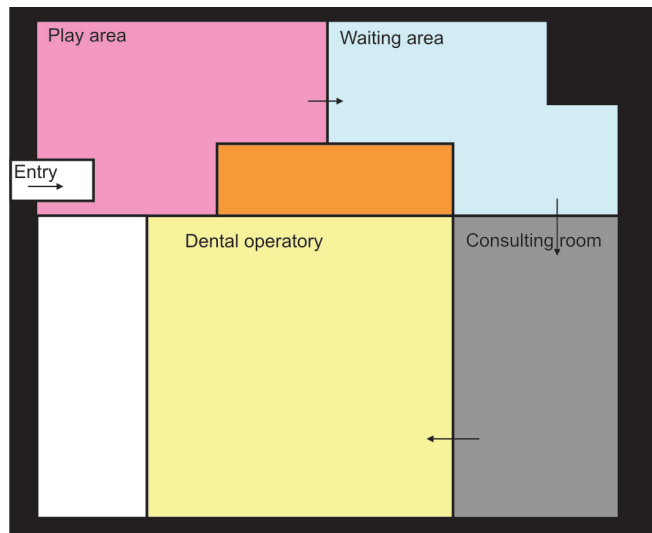 Play area
Waiting area
Entry
Dental operatory
Consulting room